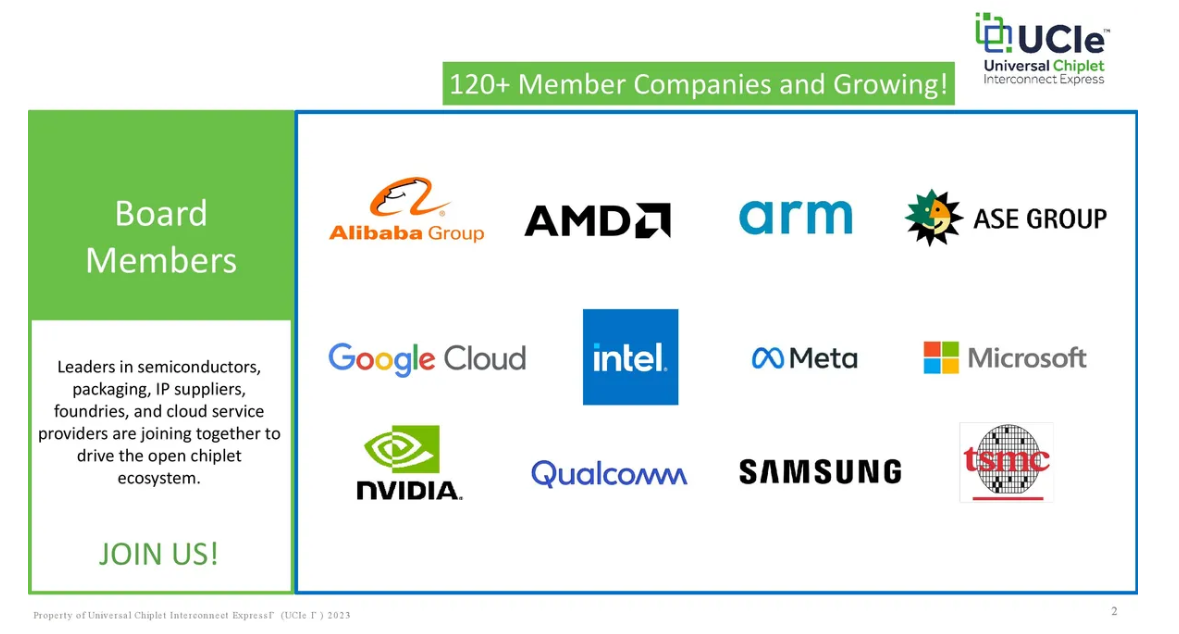 UCIe™
Universal Chiplet
Interconnect Express
120+ Member Companies and Growing!
Board
Members
Leaders in semiconductors,
packaging, IP suppliers,
foundries, and cloud service
providers are joining together to
drive the open chiplet
ecosystem.
JOIN US!
Alibaba Group
AMD
arm
ASE GROUP
Google Cloud
intel.
Meta
Microsoft
NVIDIA.
Qualcomm
SAMSUNG
tsmc
Property of Universal Chiplet Interconnect ExpressΓ (UCIe Γ ) 2023
2